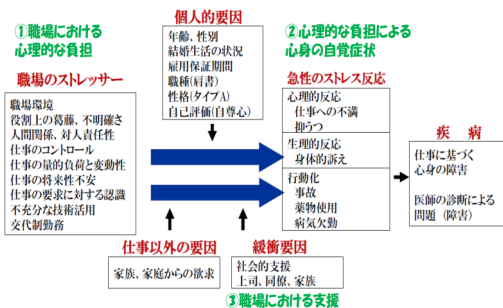 ①職場における
心理的な負担
職場のストレッサー
職場環境
役割上の葛藤、不明確さ
人間関係、対人責任性
仕事のコントロール
仕事の量的負荷と変動性
仕事の将来性不安
仕事の要求に対する認識
不充分な技術活用
交代制勤務
個人的要因
年齢、性別
結婚生活の状況
雇用保証期間
職種(肩書)
性格(タイプA)
自己評価(自尊心)
②心理的な負担による
心身の自覚症状
急性のストレス反応
心理的反応
仕事への不満
抑うつ
生理的反応
身体的訴え
行動化
事故
薬物使用
病気欠勤
疾 病
仕事に基づく
心身の障害
医師の診断による
問題(障害)
仕事以外の要因
家族、家庭からの欲求
緩衝要因
社会的支援
上司、同僚、家族
③職場における支援